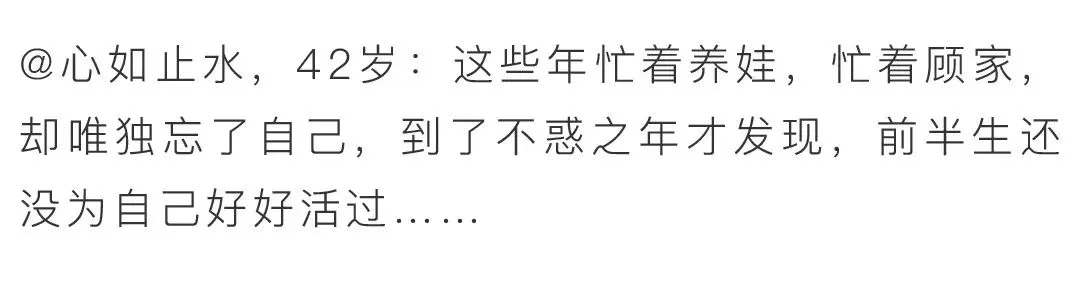 @心如止水，42岁：这些年忙着养娃，忙着顾家，
却唯独忘了自己，到了不惑之年才发现，前半生还
没为自己好好活过……